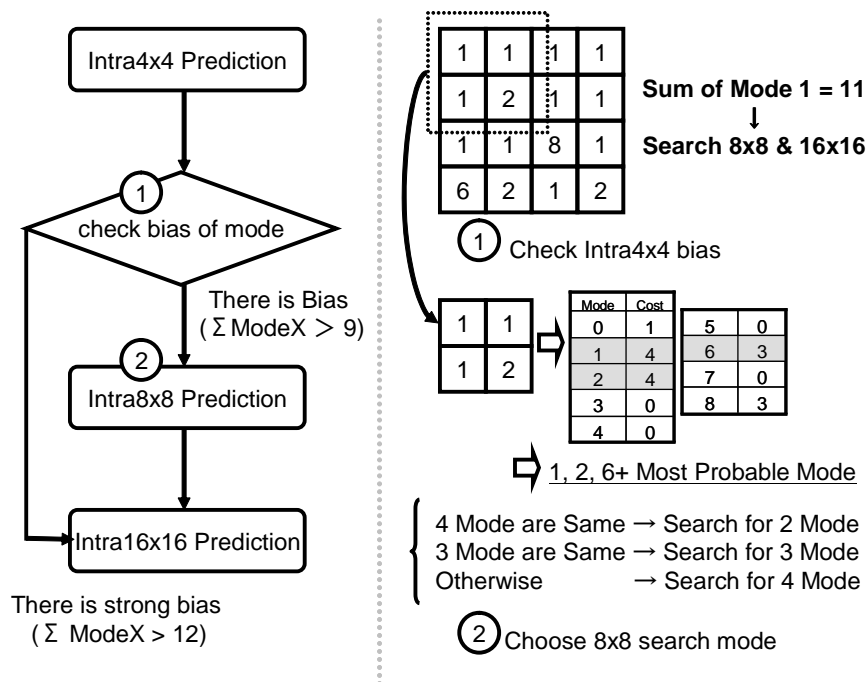 Intra4x4 Prediction
1
check bias of mode
There is Bias
( Σ ModeX ＞ 9)
2
Intra8x8 Prediction
Intra16x16 Prediction
There is strong bias
( Σ ModeX > 12)
1 1 1 1
1 2 1 1
1 1 8 1
6 2 1 2
Sum of Mode 1 = 11
↓
Search 8x8 & 16x16
1 Check Intra4x4 bias
1 1
1 2
Mode Cost
0 1
1 4
2 4
3 0
4 0
5 0
6 3
7 0
8 3
1, 2, 6+ Most Probable Mode
4 Mode are Same → Search for 2 Mode
3 Mode are Same → Search for 3 Mode
Otherwise → Search for 4 Mode
2 Choose 8x8 search mode